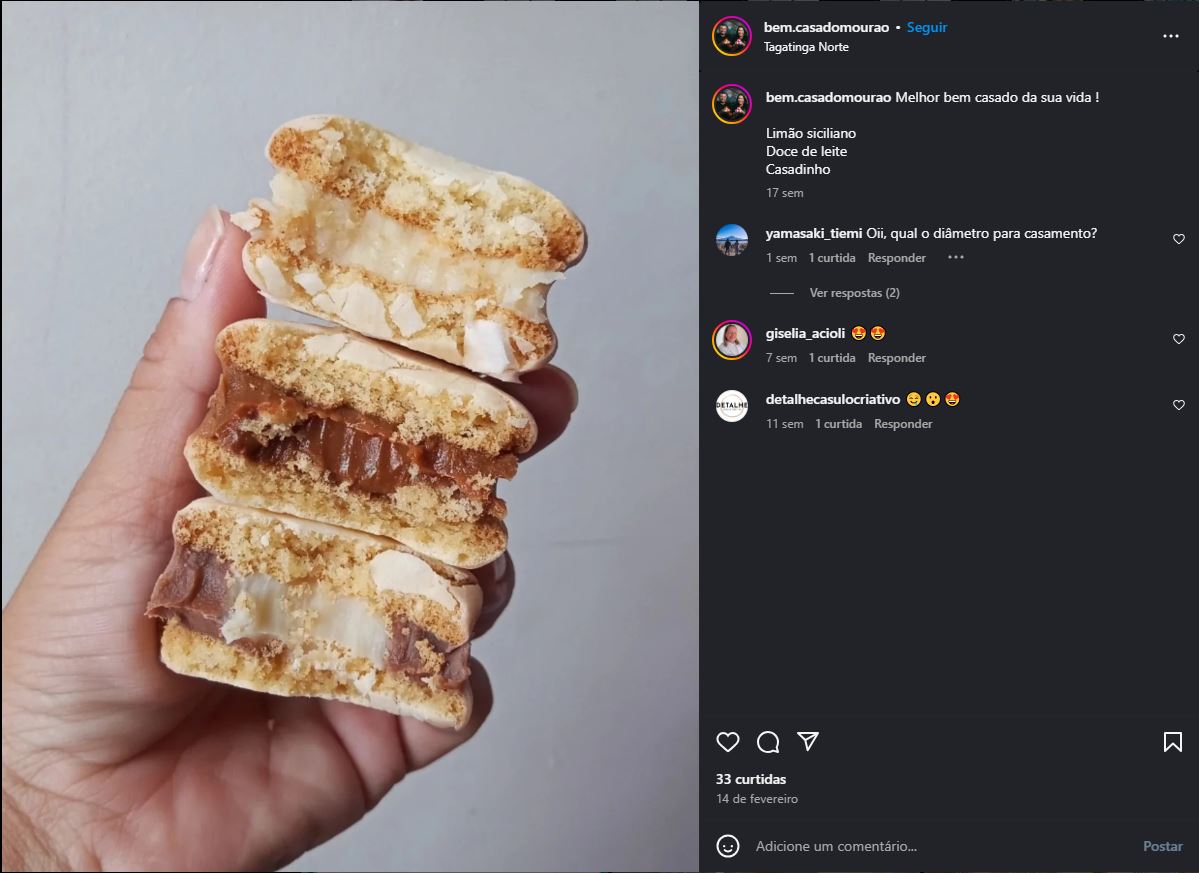 bem.casadomourao • Seguir
Tagatinga Norte
bem.casadomourao Melhor bem casado da sua vida !
Limão siciliano
Doce de leite
Casadinho
17 sem
yamasaki_tiemi Oii, qual o diâmetro para casamento?
1 sem 1 curtida Responder
Ver respostas (2)
giselia_acioli 😍😍
7 sem 1 curtida Responder
DETALHE
detalhecasulocriativo 😋😮😍
11 sem 1 curtida Responder
33 curtidas
14 de fevereiro
Adicione um comentário... Postar